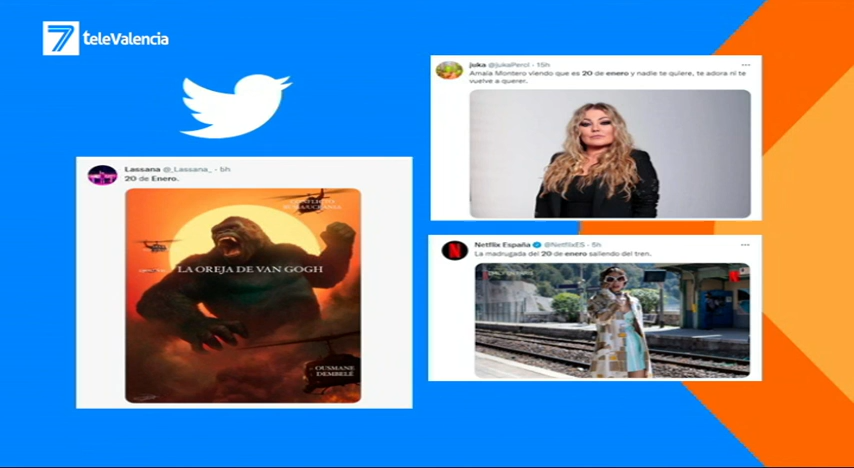 7 teleValencia
Lassana @_Lassana_ · 6h
20 de Enero.
LA OREJA DE VAN GOGH
OUSMANE
DEMBÉLÉ
juka @JukaPerol · 15h
Amaia Montero viendo que es 20 de enero y nadie te quiere, te adora ni te
vuelve a querer.
Netflix España @NetflixES · 5h
La madrugada del 20 de enero saliendo del tren.